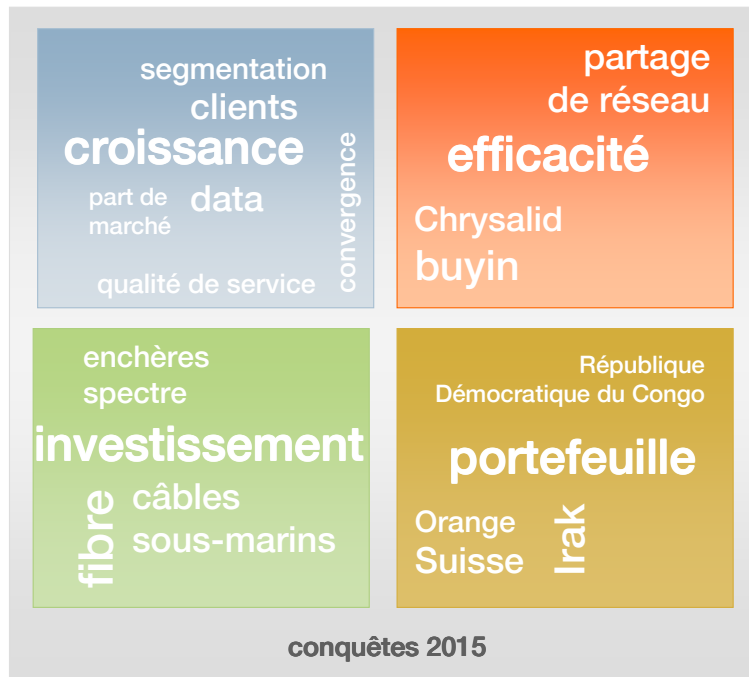 segmentation
clients
croissance
part de
marché
data
convergence
qualité de service
partage
de réseau
efficacité
Chrysalid
buyin
enchères
spectre
investissement
fibre
câbles
sous-marins
République
Démocratique du Congo
portefeuille
Orange
Suisse
Irak
conquêtes 2015